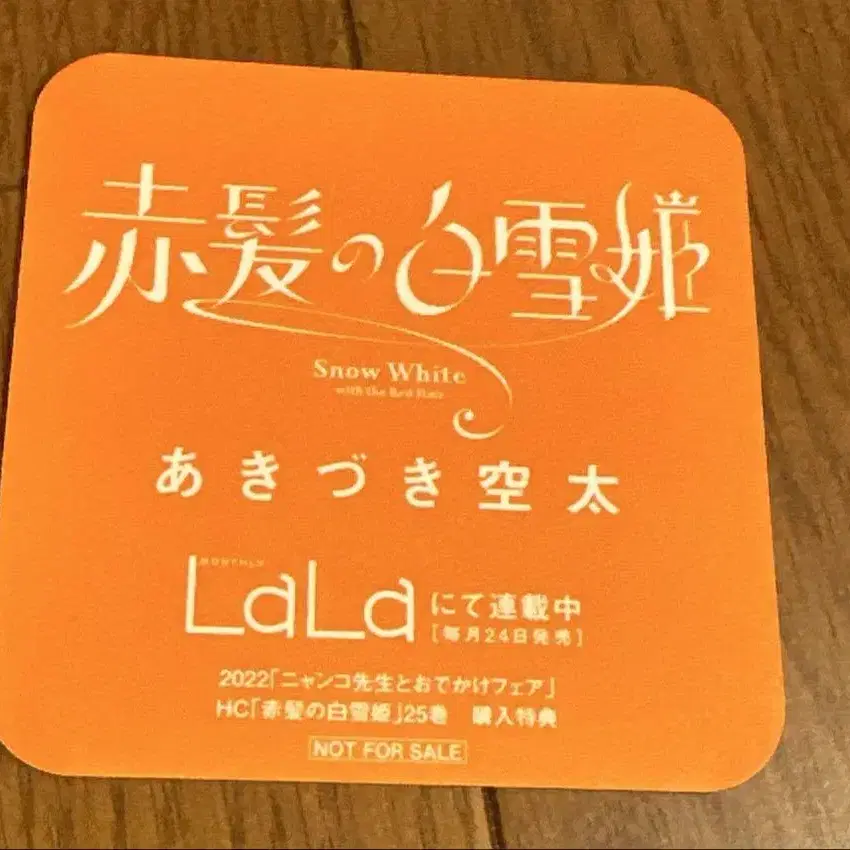 赤髪の白雪姫
Snow White
with the Red Hair
あきづき空太
MONTHLY
LaLa にて連載中
[毎月24日発売]
2022「ニャンコ先生とおでかけフェア」
HC「赤髪の白雪姫」25巻 購入特典
NOT FOR SALE